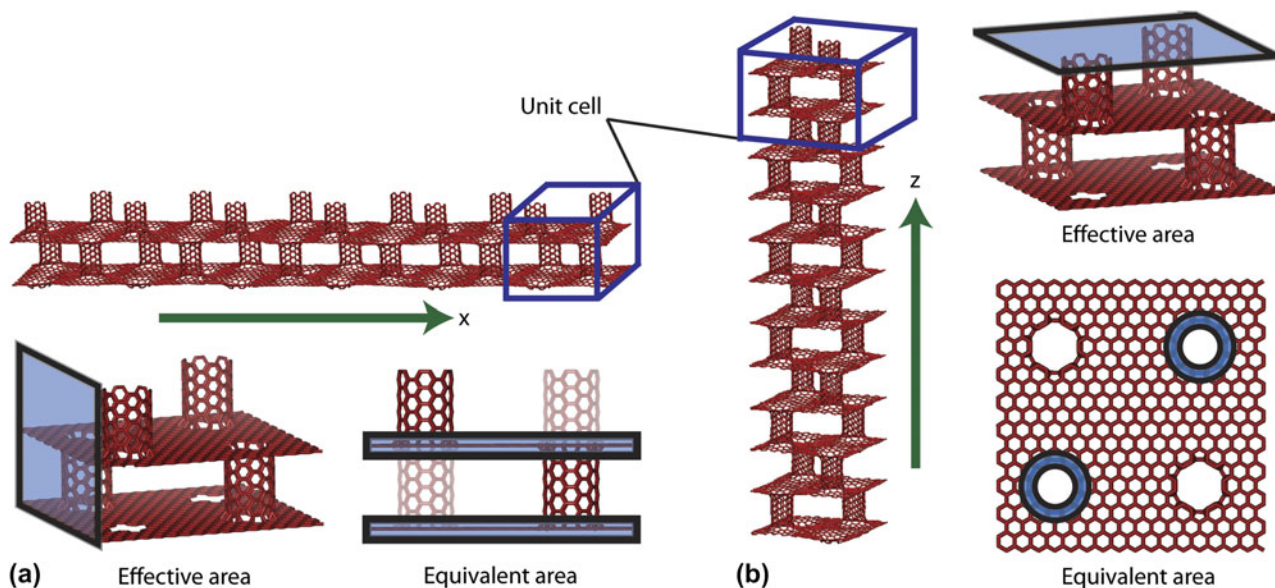 Unit cell
x
(a)
Effective area
Equivalent area
z
Effective area
(b)
Equivalent area